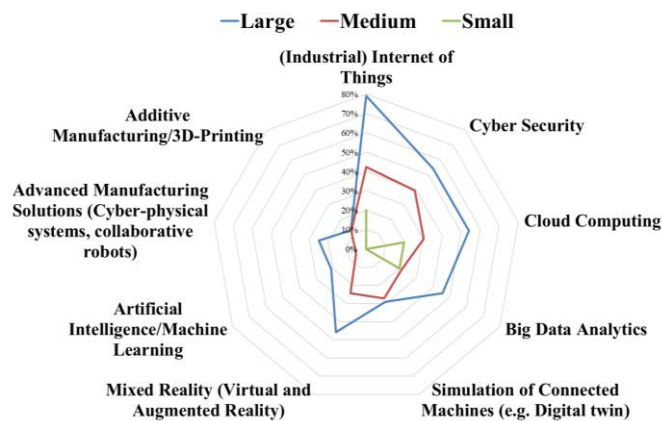 Large Medium Small
(Industrial) Internet of
Things
80%
70%
60%
50%
40%
30%
20%
10%
0%
Cyber Security
Cloud Computing
Big Data Analytics
Simulation of Connected
Machines (e.g. Digital twin)
Mixed Reality (Virtual and
Augmented Reality)
Artificial
Intelligence/Machine
Learning
Advanced Manufacturing
Solutions (Cyber-physical
systems, collaborative
robots)
Additive
Manufacturing/3D-Printing